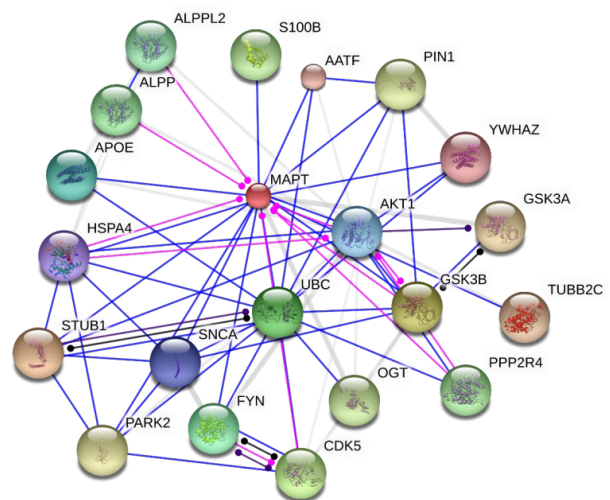 ALPPL2
S100B
AATF
PIN1
ALPP
YWHAZ
APOE
MAPT
AKT1
GSK3A
HSPA4
UBC
GSK3B
TUBB2C
STUB1
SNCA
PPP2R4
OGT
FYN
PARK2
CDK5